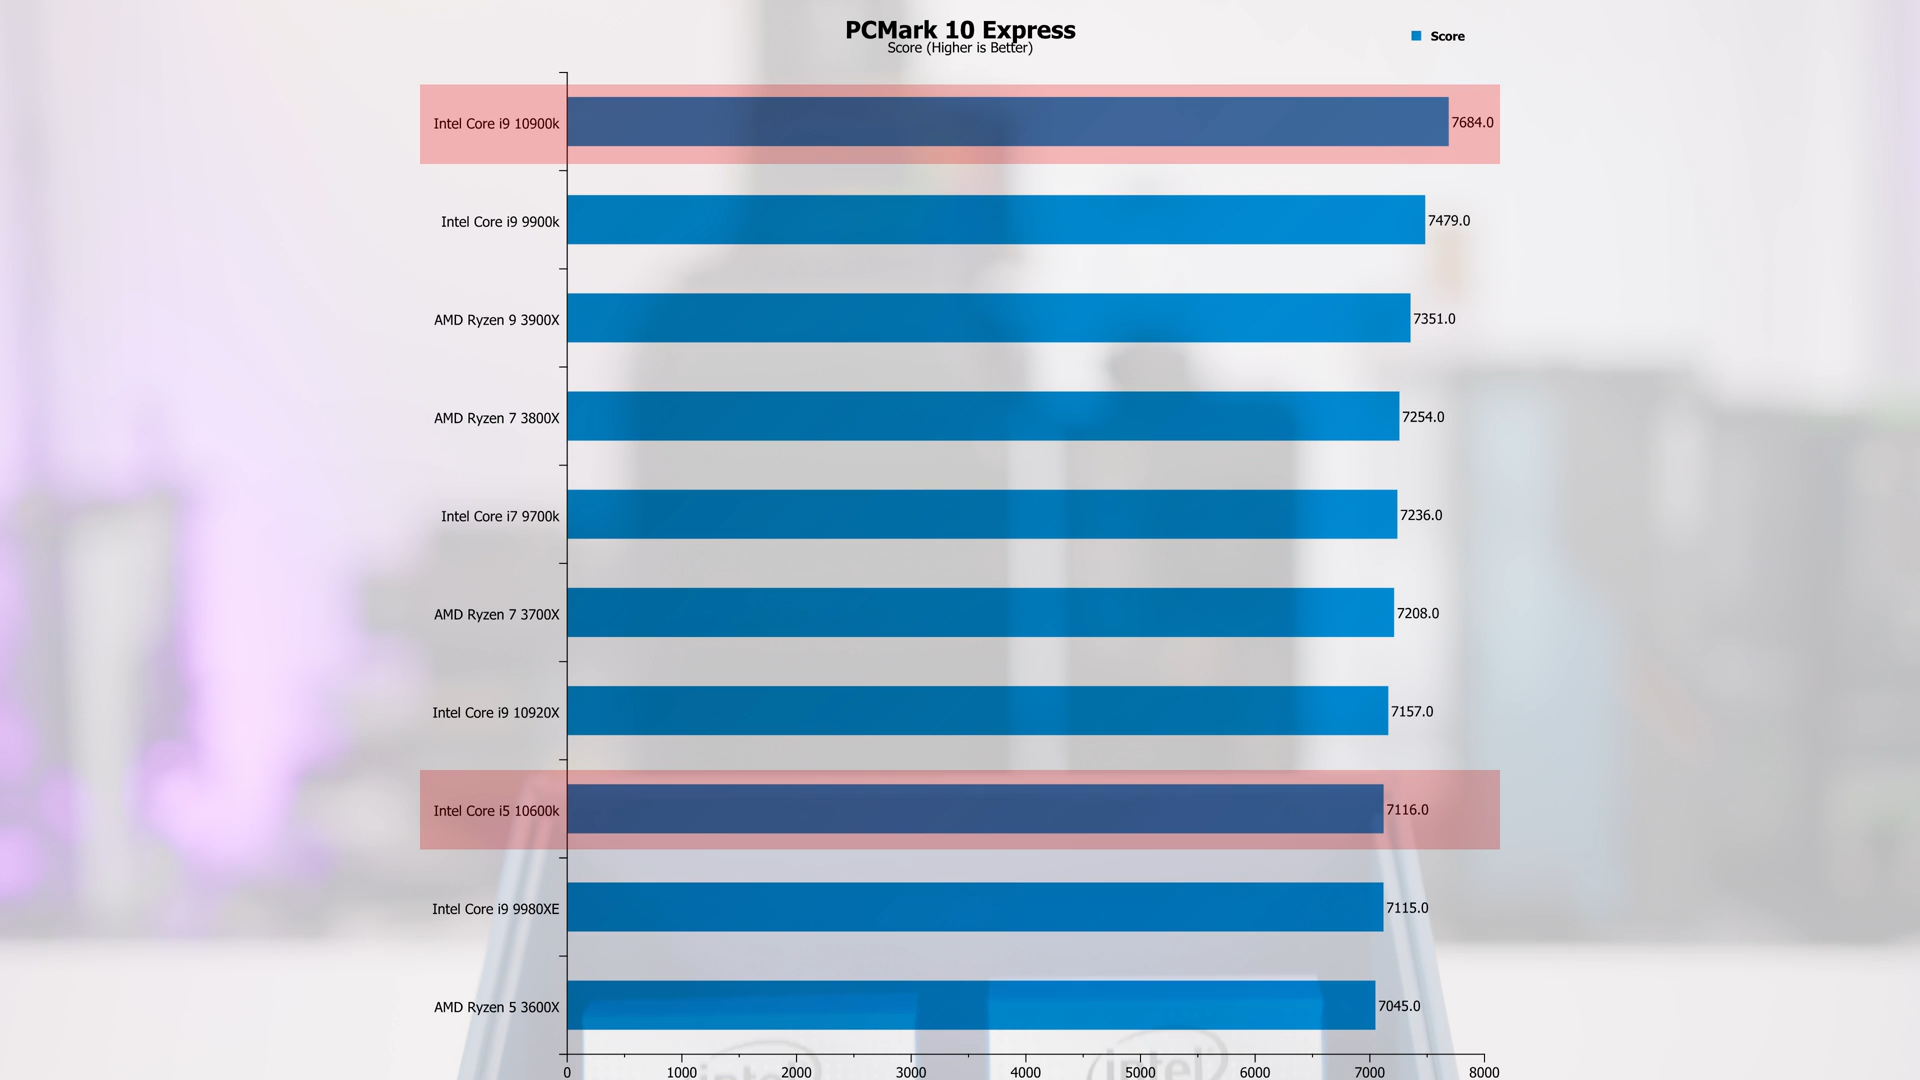 PCMark 10 Express
Score (Higher is Better)
Score
Intel Core i9 10900k 7684.0
Intel Core i9 9900k 7479.0
AMD Ryzen 9 3900X 7351.0
AMD Ryzen 7 3800X 7254.0
Intel Core i7 9700k 7236.0
AMD Ryzen 7 3700X 7208.0
Intel Core i9 10920X 7157.0
Intel Core i5 10600k 7116.0
Intel Core i9 9980XE 7115.0
AMD Ryzen 5 3600X 7045.0
intel intel
0 1000 2000 3000 4000 5000 6000 7000 8000